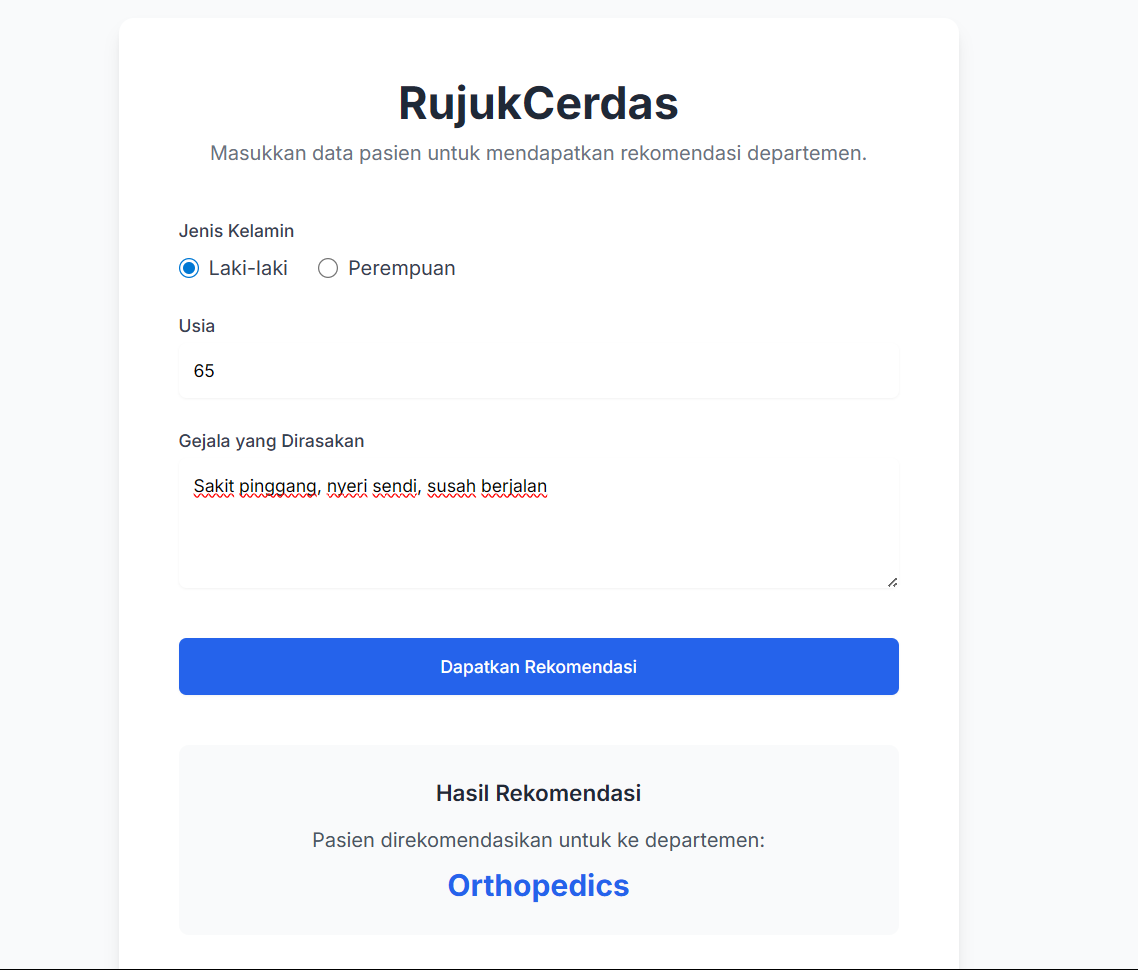 RujukCerdas
Masukkan data pasien untuk mendapatkan rekomendasi departemen.
Jenis Kelamin
Laki-laki Perempuan
Usia
65
Gejala yang Dirasakan
Sakit pinggang, nyeri sendi, susah berjalan
Dapatkan Rekomendasi
Hasil Rekomendasi
Pasien direkomendasikan untuk ke departemen:
Orthopedics